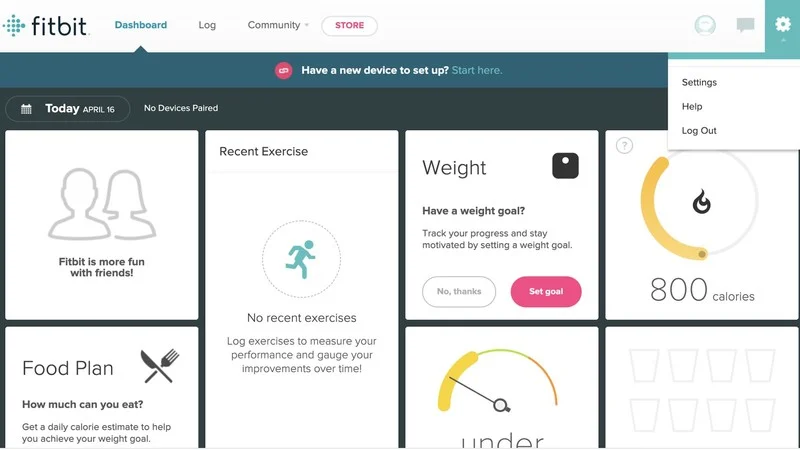 fitbit
Dashboard
Log
Community
STORE
Have a new device to set up? Start here.
Settings
Help
Log Out
Today APRIL 16
No Devices Paired
Fitbit is more fun
with friends!
Recent Exercise
No recent exercises
Log exercises to measure your
performance and gauge your
improvements over time!
Weight
Have a weight goal?
Track your progress and stay
motivated by setting a weight goal.
No, thanks
Set goal
?
800 calories
Food Plan
How much can you eat?
Get a daily calorie estimate to help
you achieve your weight goal.
under